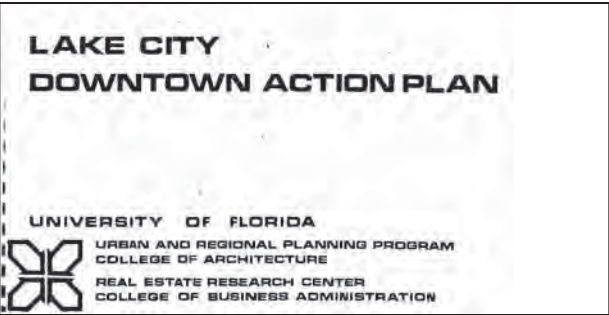 LAKE CITY
DOWNTOWN ACTION PLAN
UNIVERSITY OF FLORIDA
URBAN AND REGIONAL PLANNING PROGRAM
COLLEGE OF ARCHITECTURE
REAL ESTATE RESEARCH CENTER
COLLEGE OF BUSINESS ADMINISTRATION